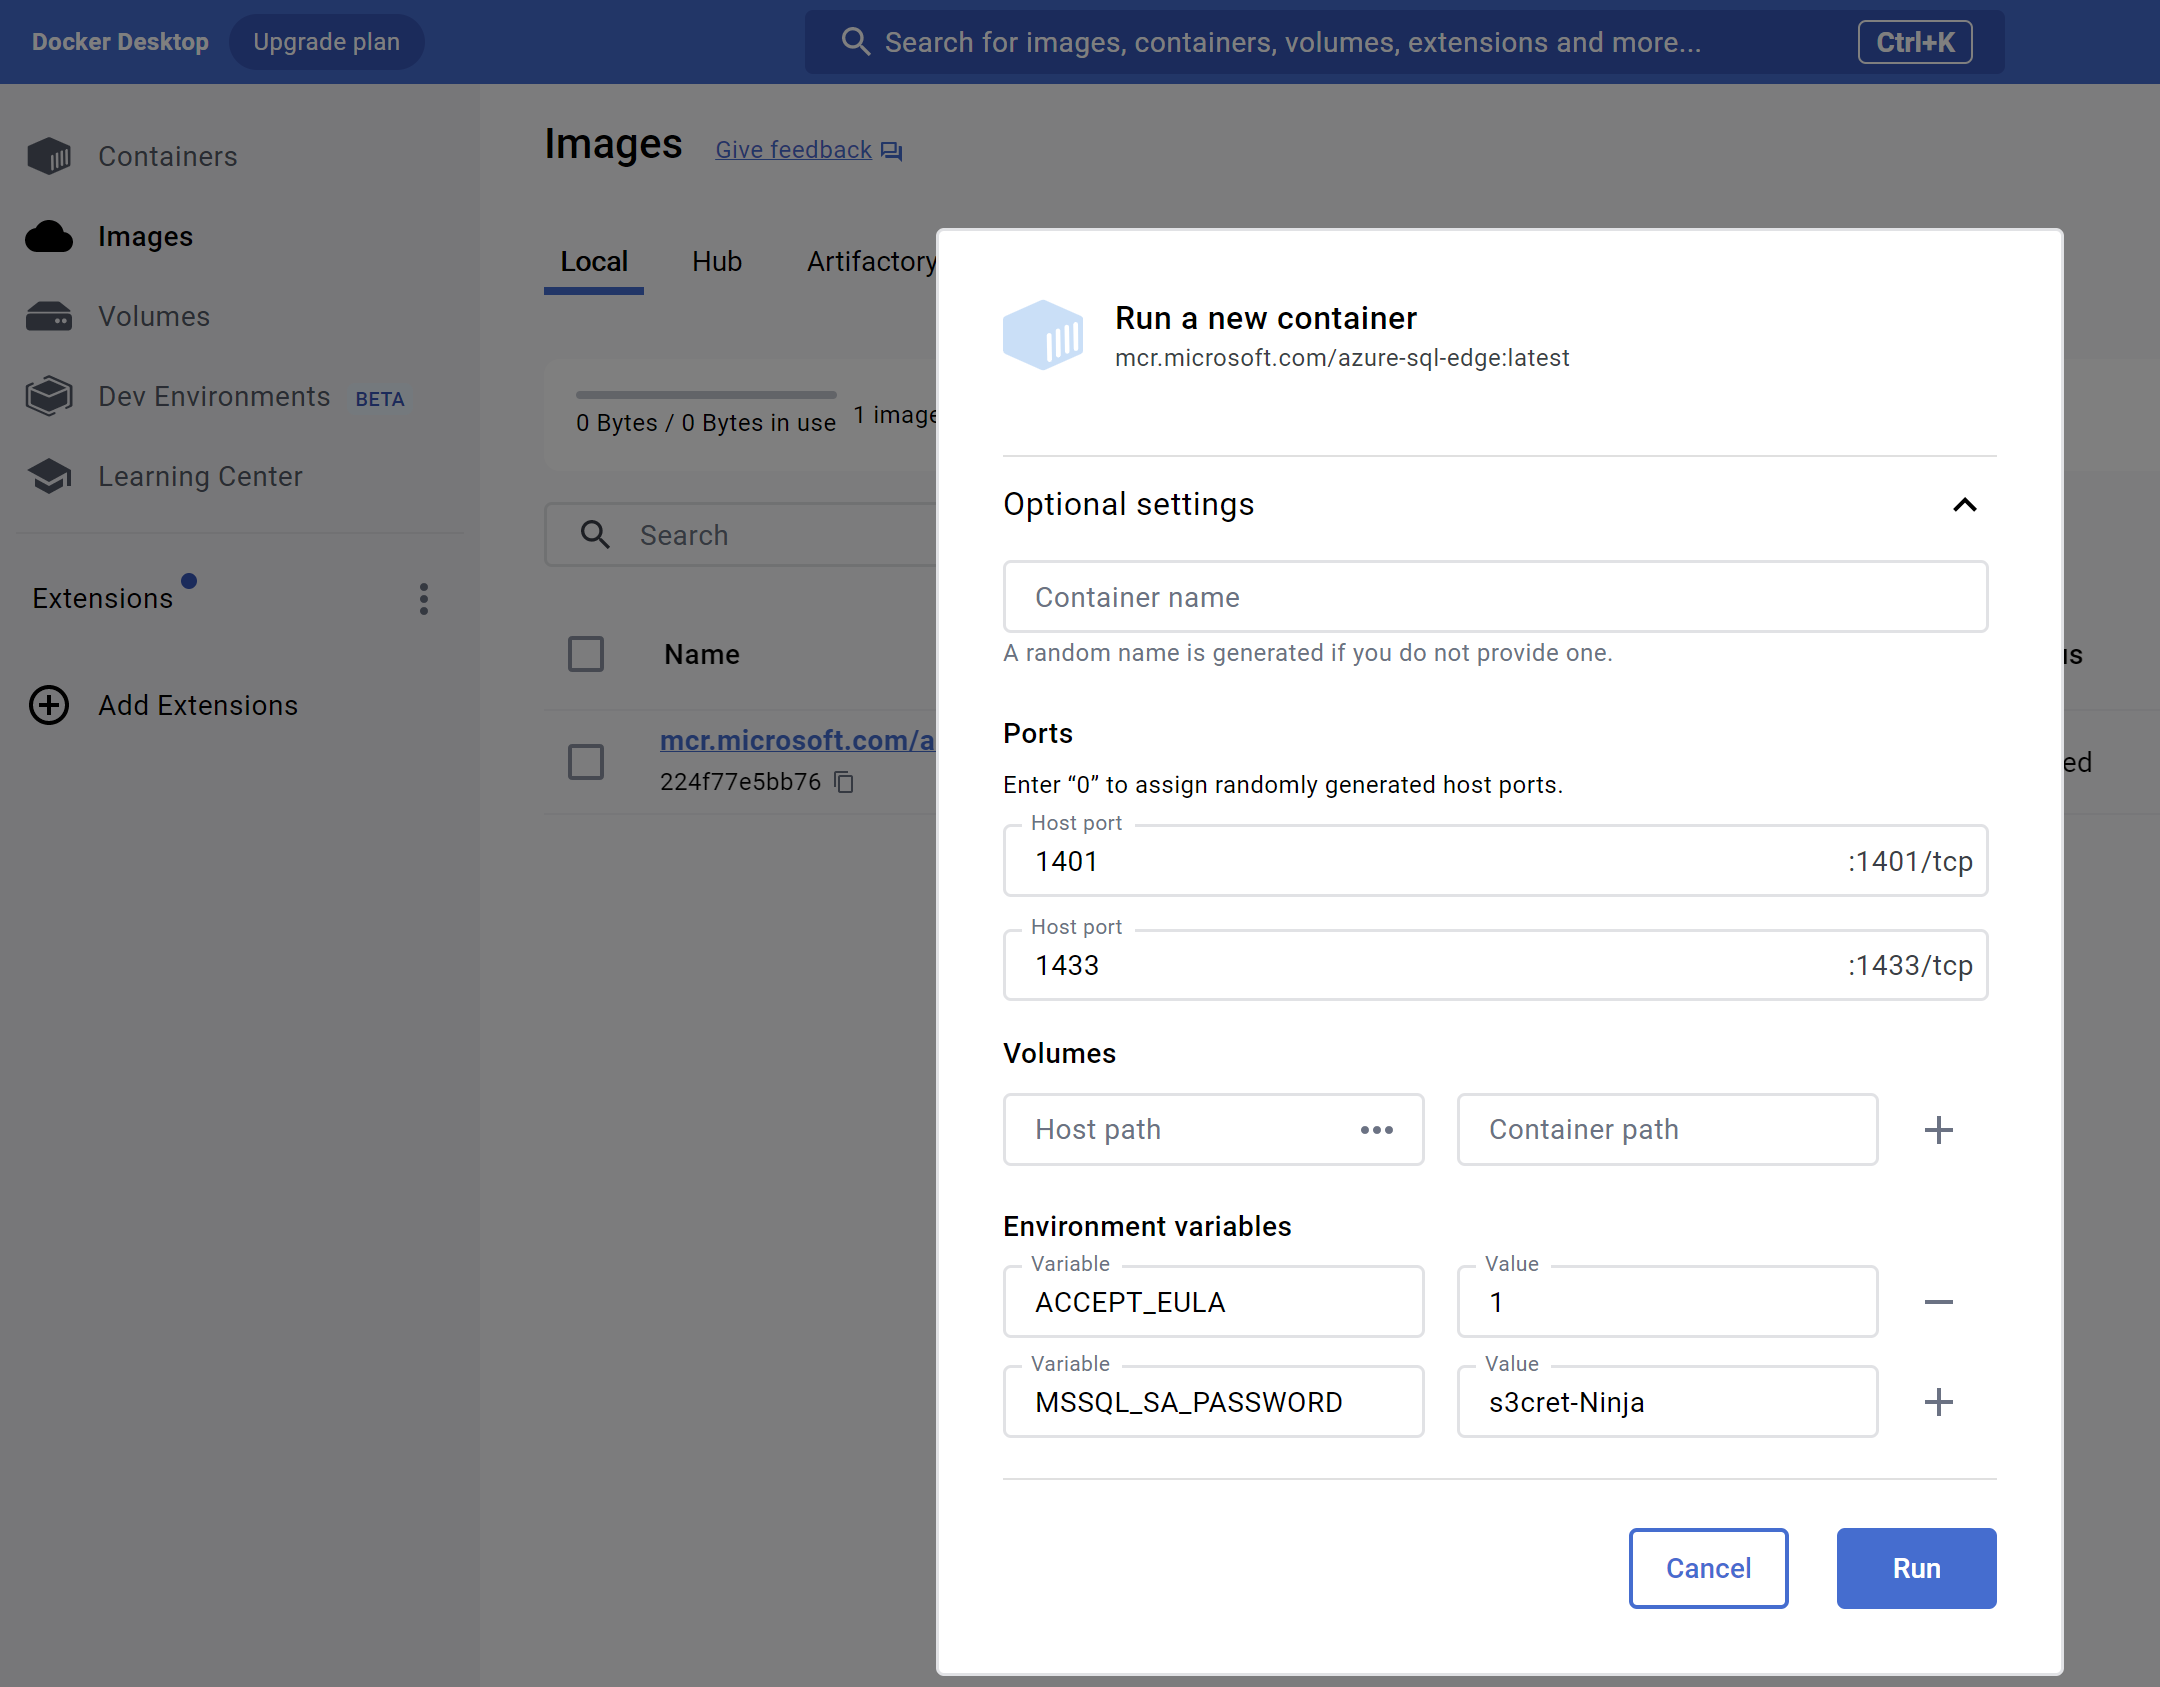 Docker Desktop Upgrade plan Search for images, containers, volumes, extensions and more... Ctrl+K
Containers
Images
Volumes
Dev Environments BETA
Learning Center
Extensions
Add Extensions
Images Give feedback
Local Hub Artifactory
0 Bytes / 0 Bytes in use 1 image
Search
Name
mcr.microsoft.com/a
224f77e5bb76
us
ed
Run a new container
mcr.microsoft.com/azure-sql-edge:latest
Optional settings
Container name
A random name is generated if you do not provide one.
Ports
Enter “0” to assign randomly generated host ports.
Host port
1401 :1401/tcp
Host port
1433 :1433/tcp
Volumes
Host path ••• Container path
Environment variables
Variable Value
ACCEPT_EULA 1
Variable Value
MSSQL_SA_PASSWORD s3cret-Ninja
Cancel Run